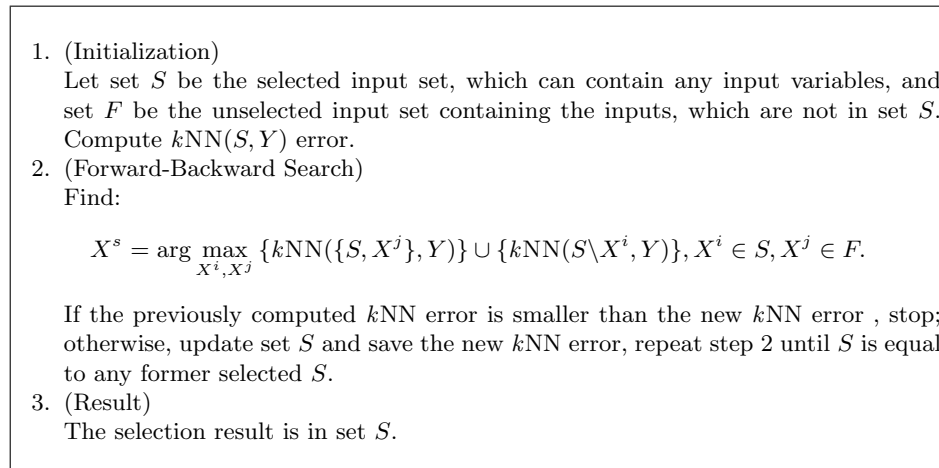 1. (Initialization)
Let set S be the selected input set, which can contain any input variables, and
set F be the unselected input set containing the inputs, which are not in set S.
Compute kNN(S, Y) error.
2. (Forward-Backward Search)
Find:
X^s = arg max_{X^i,X^j} {kNN({S, X^j}, Y)} ∪ {kNN(S\X^i, Y)}, X^i ∈ S, X^j ∈ F.
If the previously computed kNN error is smaller than the new kNN error , stop;
otherwise, update set S and save the new kNN error, repeat step 2 until S is equal
to any former selected S.
3. (Result)
The selection result is in set S.